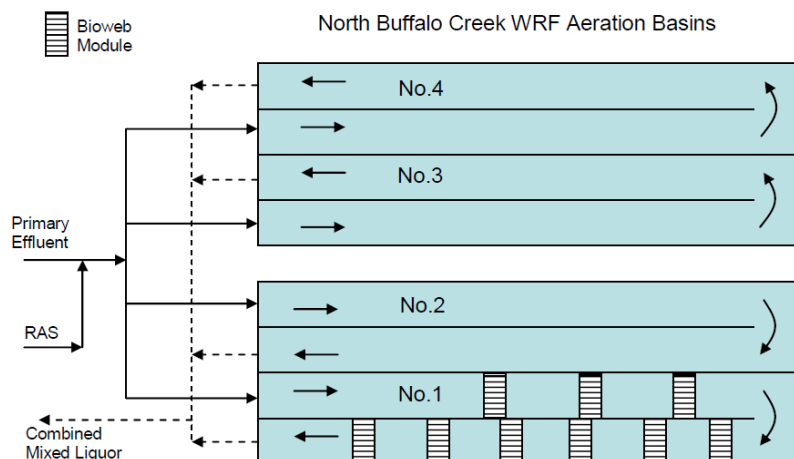 Bioweb
Module
North Buffalo Creek WRF Aeration Basins
No.4
No.3
Primary
Effluent
No.2
RAS
No.1
Combined
Mixed Liquor